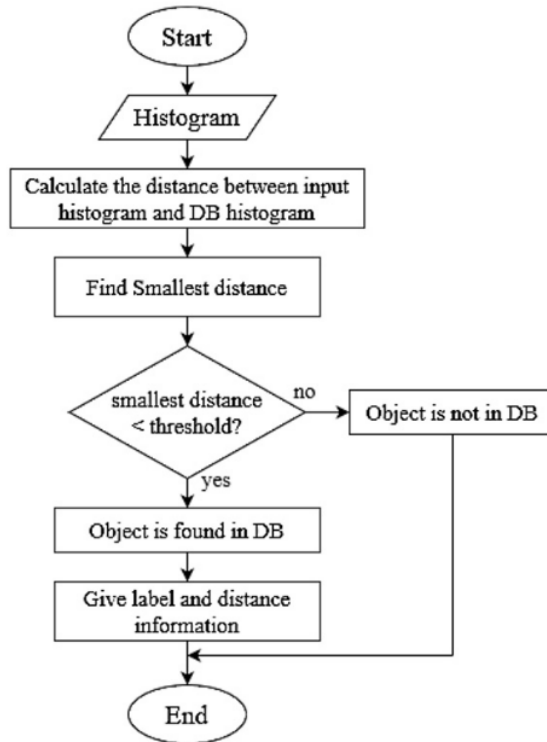 Start
Histogram
Calculate the distance between input
histogram and DB histogram
Find Smallest distance
smallest distance
< threshold?
no
Object is not in DB
yes
Object is found in DB
Give label and distance
information
End